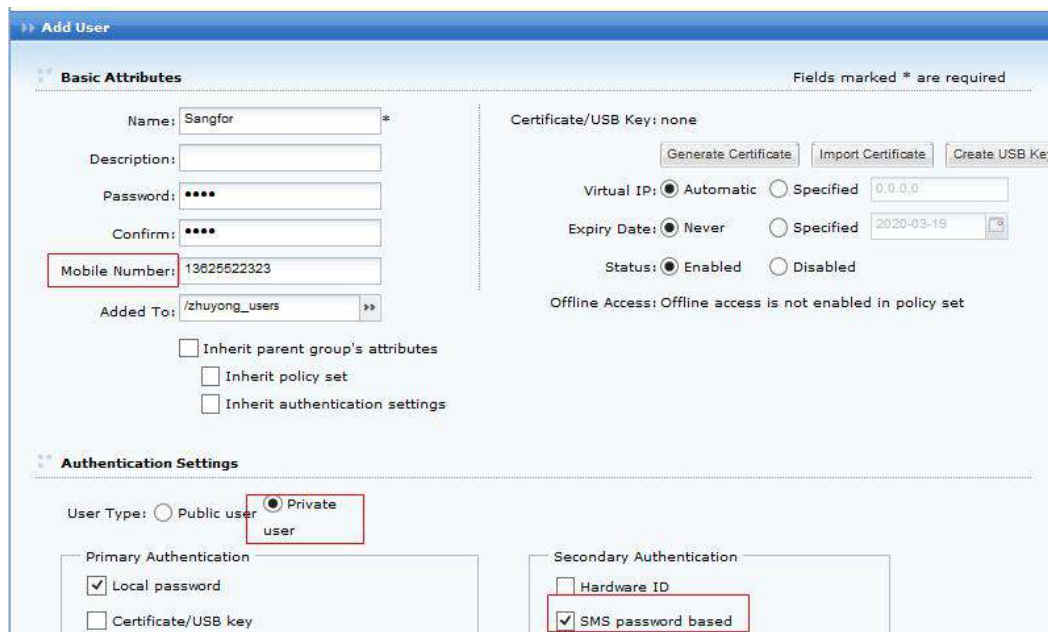 Add User
Basic Attributes
Fields marked * are required
Name: Sangfor *
Description:
Password: ••••
Confirm: ••••
Mobile Number: 13625522323
Added To: /zhuyong_users
Inherit parent group's attributes
Inherit policy set
Inherit authentication settings
Certificate/USB Key: none
Generate Certificate Import Certificate Create USB Key
Virtual IP: Automatic Specified 0.0.0.0
Expiry Date: Never Specified 2020-03-19
Status: Enabled Disabled
Offline Access: Offline access is not enabled in policy set
Authentication Settings
User Type: Public user Private
user
Primary Authentication
Local password
Certificate/USB key
Secondary Authentication
Hardware ID
SMS password based